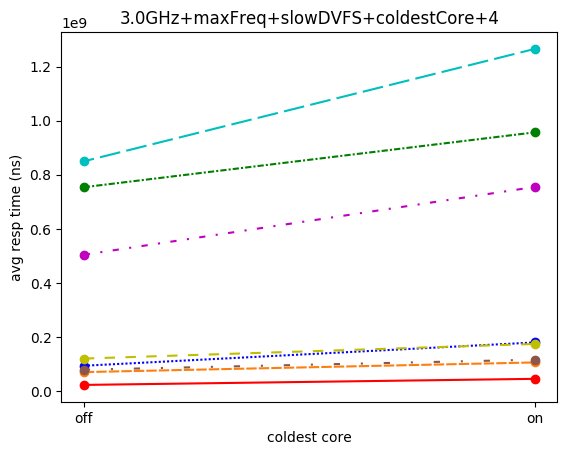 3.0GHz+maxFreq+slowDVFS+coldestCore+4
1e9
1.2
1.0
0.8
0.6
0.4
0.2
0.0
avg resp time (ns)
off
on
coldest core